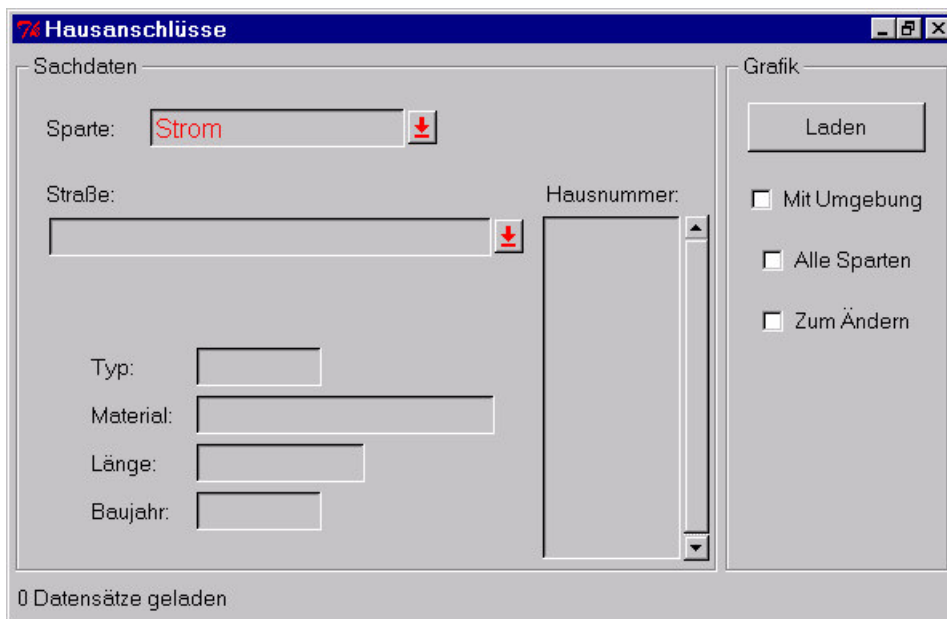 Hausanschlüsse
Sachdaten
Sparte: Strom
Straße:
Hausnummer:
Typ:
Material:
Länge:
Baujahr:
Grafik
Laden
Mit Umgebung
Alle Sparten
Zum Ändern
0 Datensätze geladen